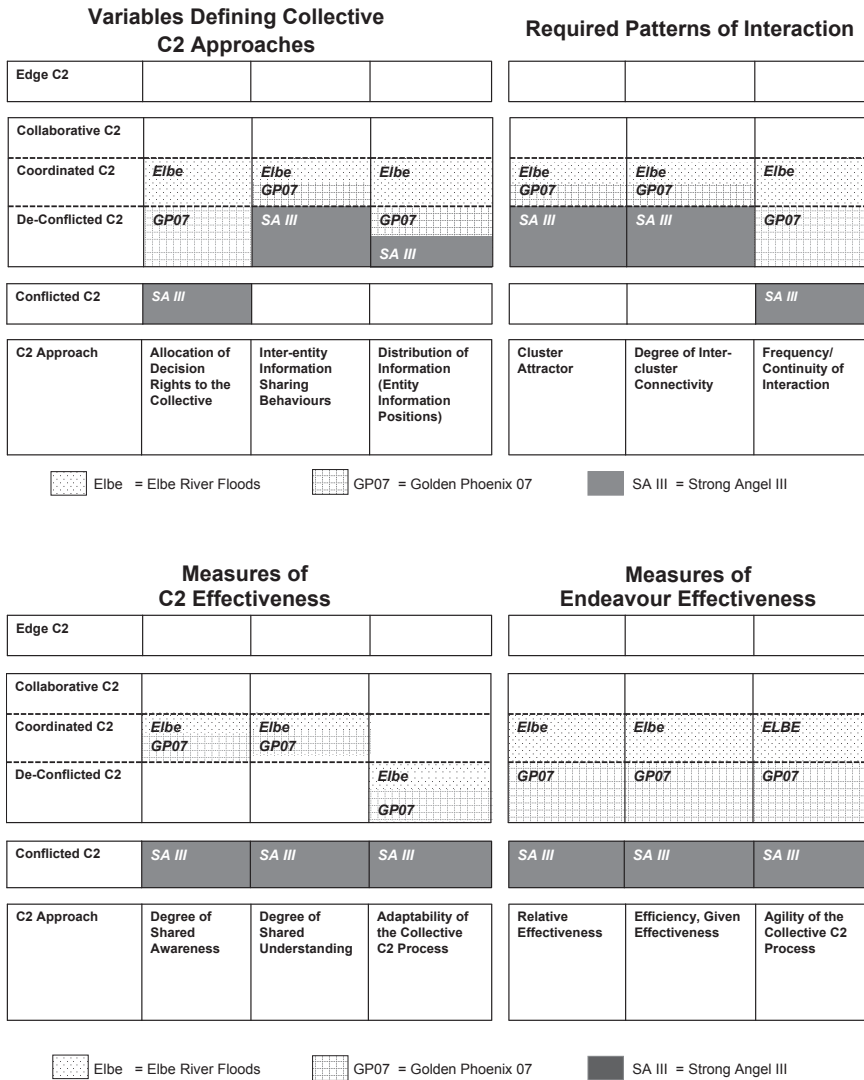 Variables Defining Collective
C2 Approaches
Required Patterns of Interaction
Edge C2
Collaborative C2
Coordinated C2
Elbe
Elbe
GP07
Elbe
Elbe
GP07
Elbe
GP07
Elbe
De-Conflicted C2
GP07
SA III
GP07
SA III
SA III
SA III
GP07
Conflicted C2
SA III
SA III
C2 Approach
Allocation of
Decision
Rights to the
Collective
Inter-entity
Information
Sharing
Behaviours
Distribution of
Information
(Entity
Information
Positions)
Cluster
Attractor
Degree of Inter-
cluster
Connectivity
Frequency/
Continuity of
Interaction
Elbe = Elbe River Floods
GP07 = Golden Phoenix 07
SA III = Strong Angel III
Measures of
C2 Effectiveness
Measures of
Endeavour Effectiveness
Edge C2
Collaborative C2
Coordinated C2
Elbe
GP07
Elbe
GP07
Elbe
Elbe
ELBE
De-Conflicted C2
Elbe
GP07
GP07
GP07
GP07
Conflicted C2
SA III
SA III
SA III
SA III
SA III
SA III
C2 Approach
Degree of
Shared
Awareness
Degree of
Shared
Understanding
Adaptability of
the Collective
C2 Process
Relative
Effectiveness
Efficiency, Given
Effectiveness
Agility of the
Collective C2
Process
Elbe = Elbe River Floods
GP07 = Golden Phoenix 07
SA III = Strong Angel III